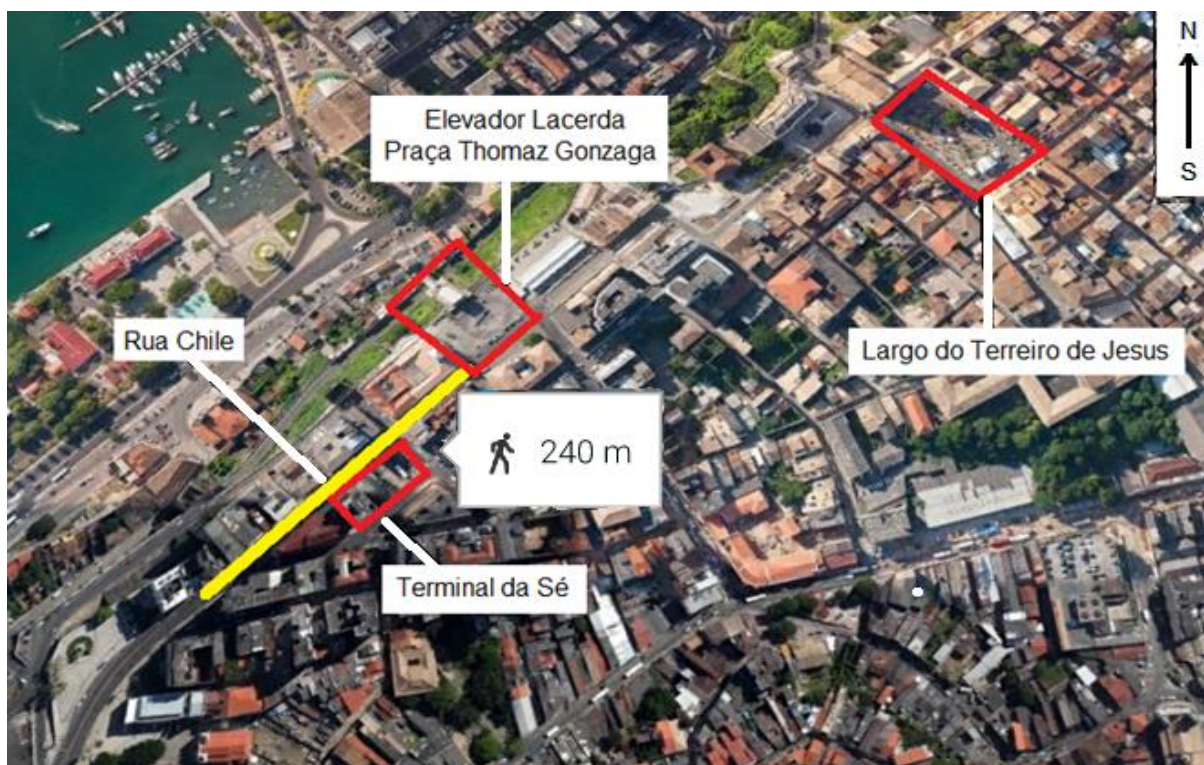 N
S
Elevador Lacerda
Praça Thomaz Gonzaga
Rua Chile
Largo do Terreiro de Jesus
240 m
Terminal da Sé